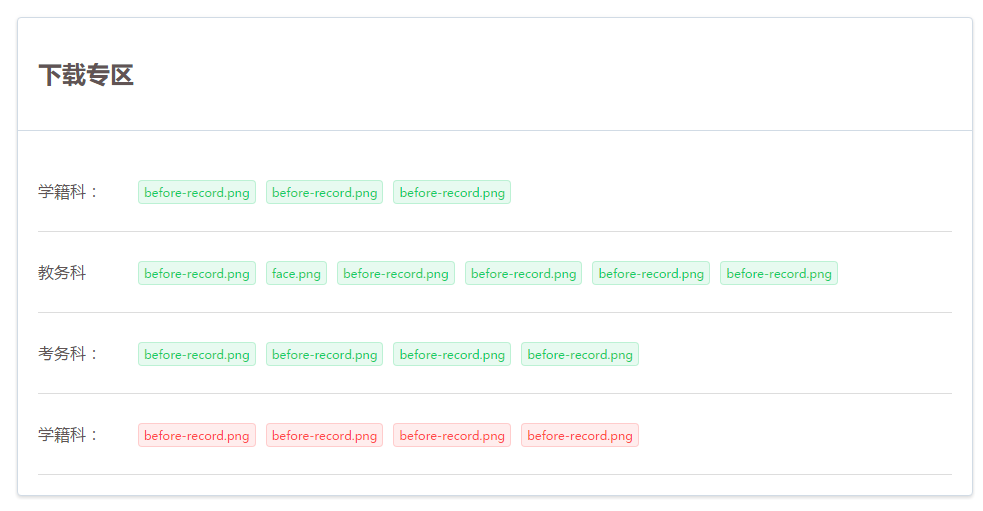 下载专区
学籍科： before-record.png before-record.png before-record.png
教务科 before-record.png face.png before-record.png before-record.png before-record.png before-record.png
考务科： before-record.png before-record.png before-record.png before-record.png
学籍科： before-record.png before-record.png before-record.png before-record.png